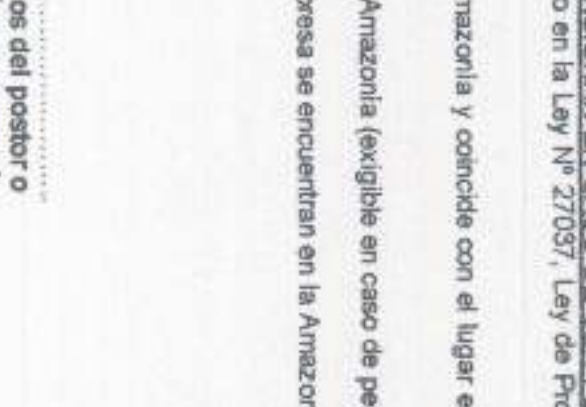 o en la Ley Nº 27037, Ley de Pro
mazonía y coincide con el lugar e
Amazonía (exigible en caso de pe
presa se encuentran en la Amazon
os del postor o